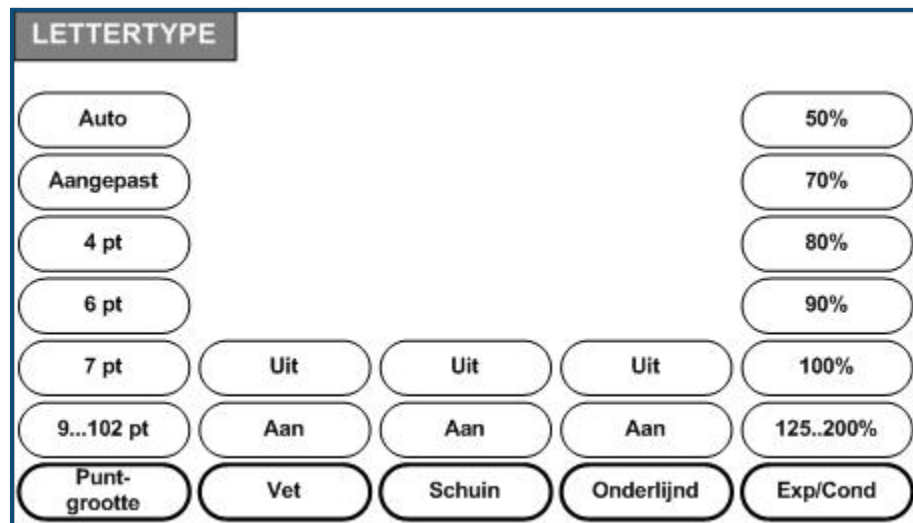 LETTERTYPE
Auto 50%
Aangepast 70%
4 pt 80%
6 pt 90%
7 pt Uit Uit Uit 100%
9...102 pt Aan Aan Aan 125..200%
Punt-
grootte Vet Schuin Onderlijnd Exp/Cond